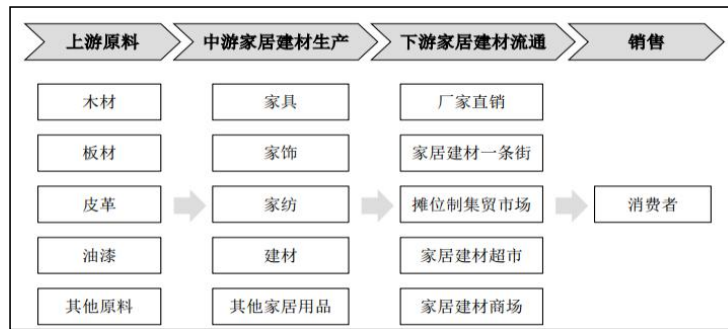 上游原料
中游家居建材生产
下游家居建材流通
销售
木材
家具
厂家直销
板材
家饰
家居建材一条街
皮革
家纺
摊位制集贸市场
消费者
油漆
建材
家居建材超市
其他原料
其他家居用品
家居建材商场